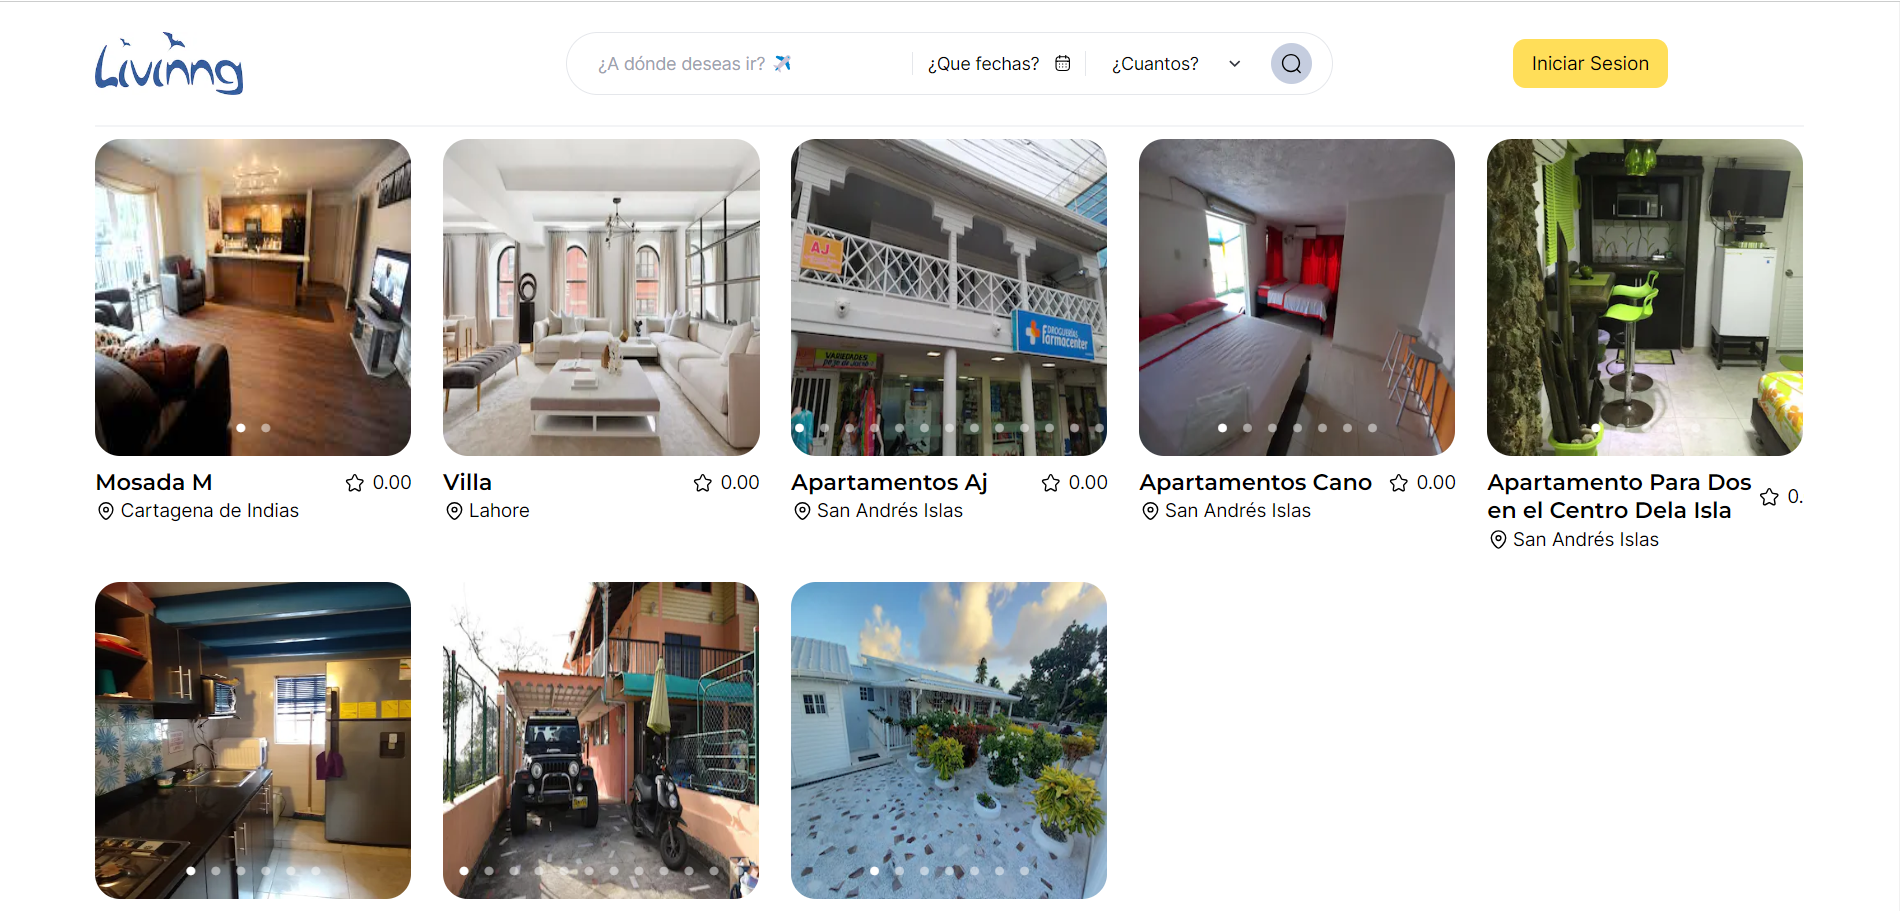 Livinng
¿A dónde deseas ir? ✈️
¿Que fechas?
¿Cuantos?
Iniciar Sesion
AJ
VARIEDADES
DROGUERÍAS
farmacenter
Mosada M
0.00
Cartagena de Indias
Villa
0.00
Lahore
Apartamentos Aj
0.00
San Andrés Islas
Apartamentos Cano
0.00
San Andrés Islas
Apartamento Para Dos
en el Centro Dela Isla
0.
San Andrés Islas